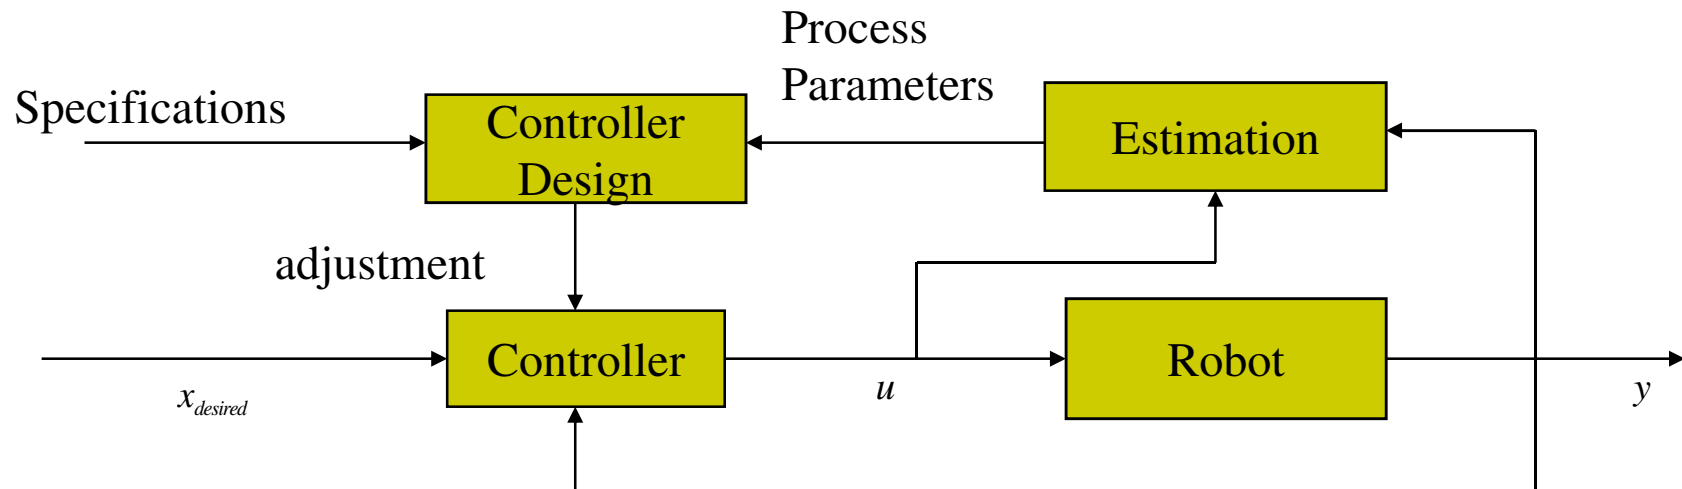 Process
Parameters
Specifications
Controller
Design
Estimation
adjustment
Controller
Robot
x_desired
u
y